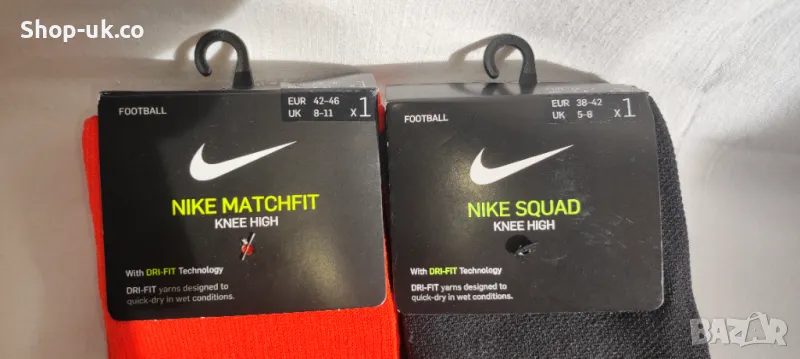 Shop-uk.co
FOOTBALL
EUR 42-46
UK 8-11
x1
NIKE MATCHFIT
KNEE HIGH
With DRI-FIT Technology
DRI-FIT yarns designed to
quick-dry in wet conditions.
FOOTBALL
EUR 38-42
UK 5-8
x1
NIKE SQUAD
KNEE HIGH
With DRI-FIT Technology
DRI-FIT yarns designed to
quick-dry in wet conditions.
BAZAR
bg